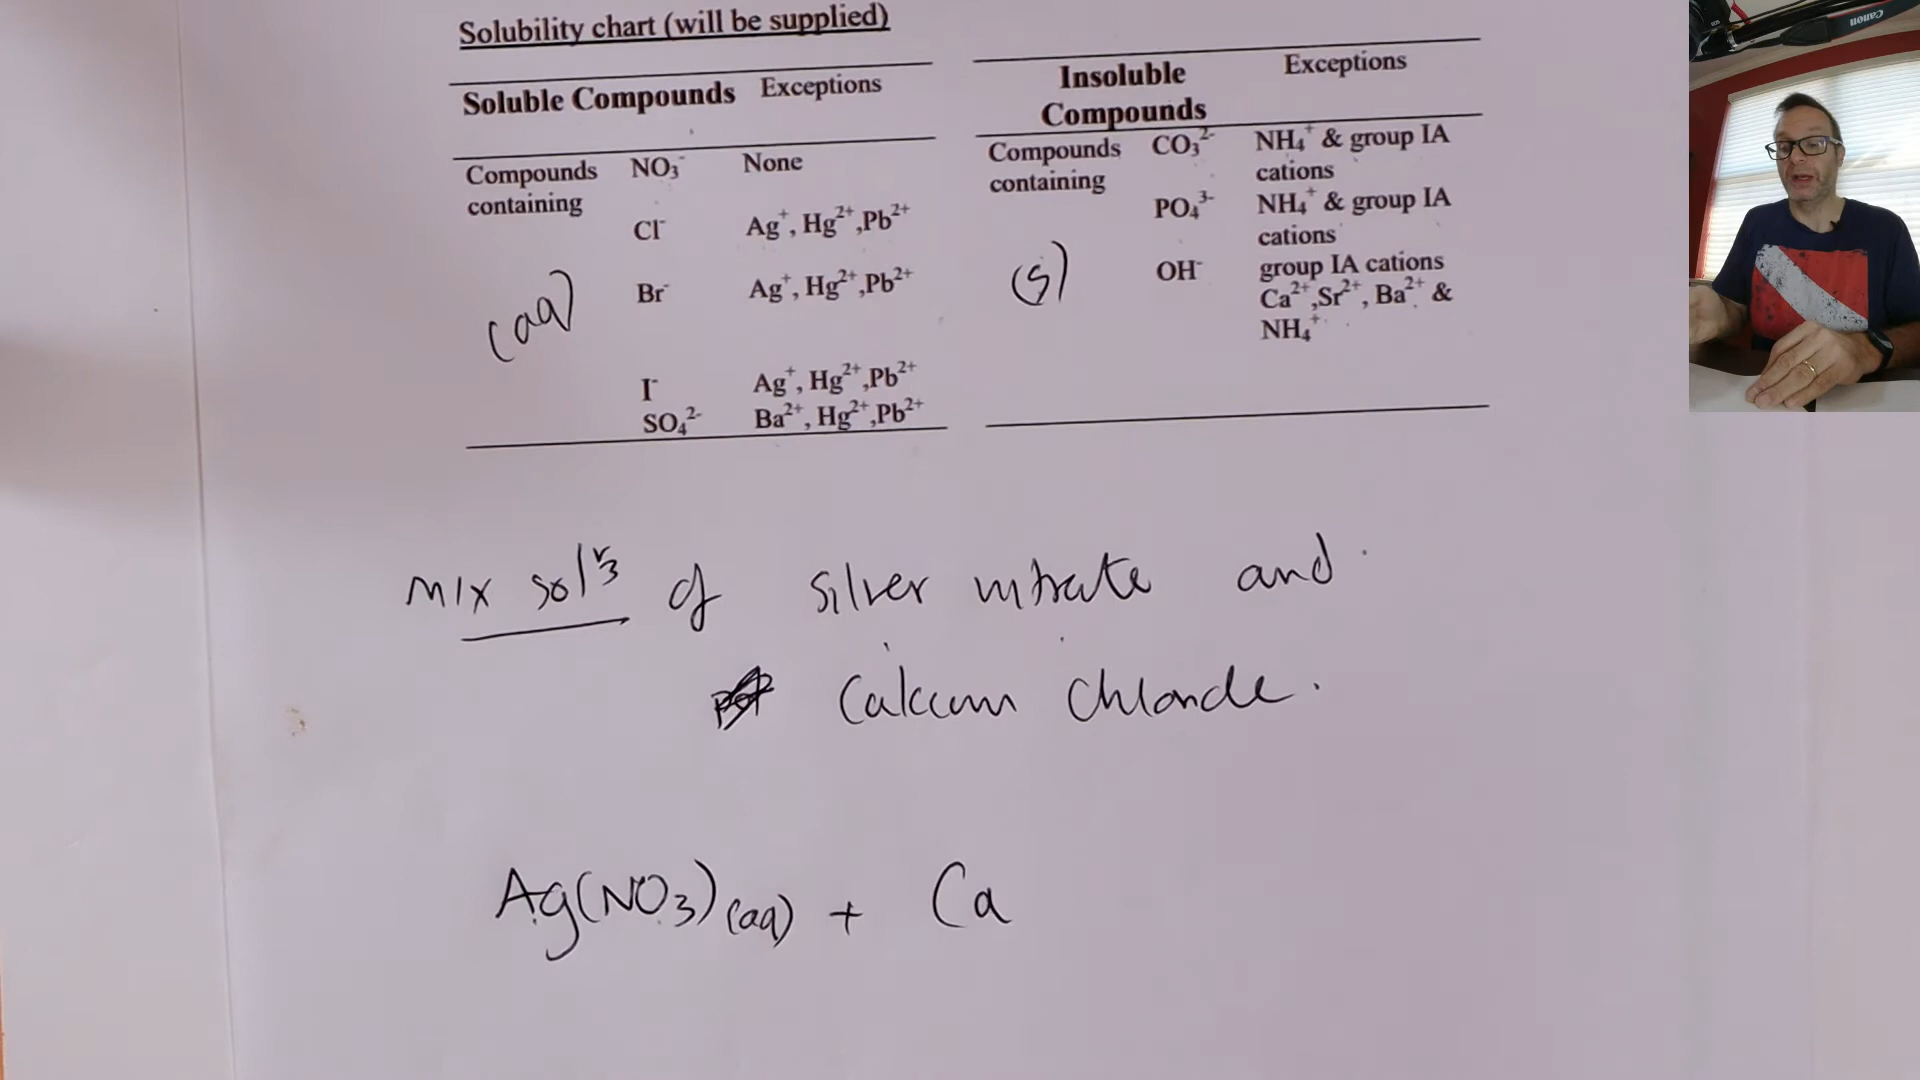 Solubility chart (will be supplied)
Soluble Compounds Exceptions
Compounds containing NO₃⁻ None
Cl⁻ Ag⁺, Hg²⁺,Pb²⁺
Br⁻ Ag⁺, Hg²⁺,Pb²⁺
(aq)
I⁻ Ag⁺, Hg²⁺,Pb²⁺
SO₄²⁻ Ba²⁺, Hg²⁺,Pb²⁺
Insoluble Compounds Exceptions
Compounds containing CO₃²⁻ NH₄⁺ & group IA
cations
PO₄³⁻ NH₄⁺ & group IA
cations
(s)
OH⁻ group IA cations
Ca²⁺,Sr²⁺, Ba²⁺ &
NH₄⁺
Canon
mix solⁿs of silver nitrate and
calcium chloride.
Ag(NO₃)(aq) + Ca